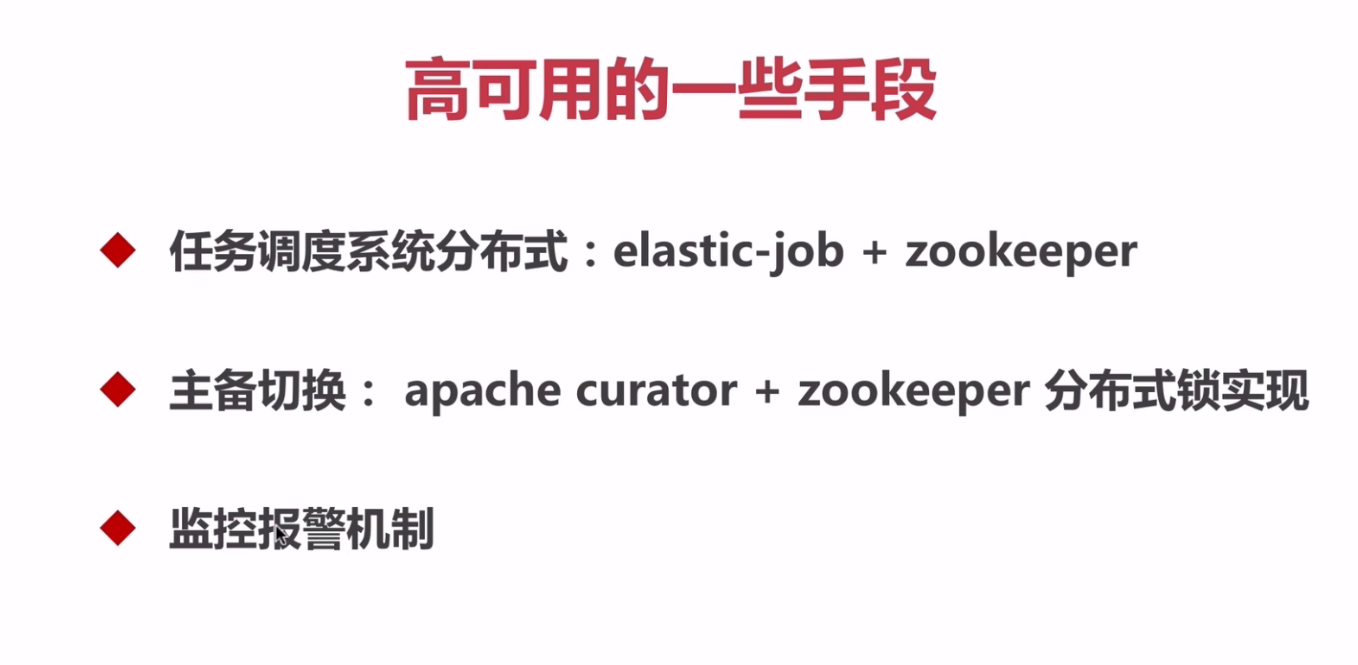 高可用的一些手段
任务调度系统分布式：elastic-job + zookeeper
主备切换： apache curator + zookeeper 分布式锁实现
监控报警机制